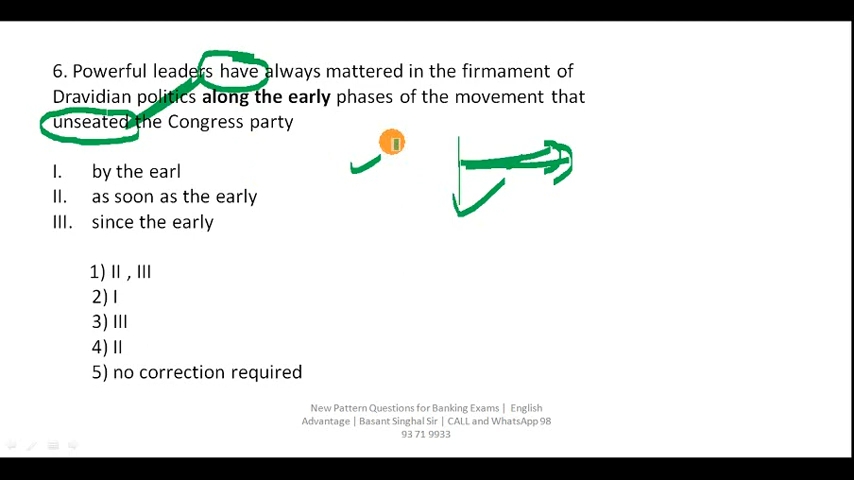 6. Powerful leaders have always mattered in the firmament of
Dravidian politics along the early phases of the movement that
unseated the Congress party
I. by the earl
II. as soon as the early
III. since the early
1) II , III
2) I
3) III
4) II
5) no correction required
New Pattern Questions for Banking Exams | English
Advantage | Basant Singhal Sir | CALL and WhatsApp 98
93 71 9933